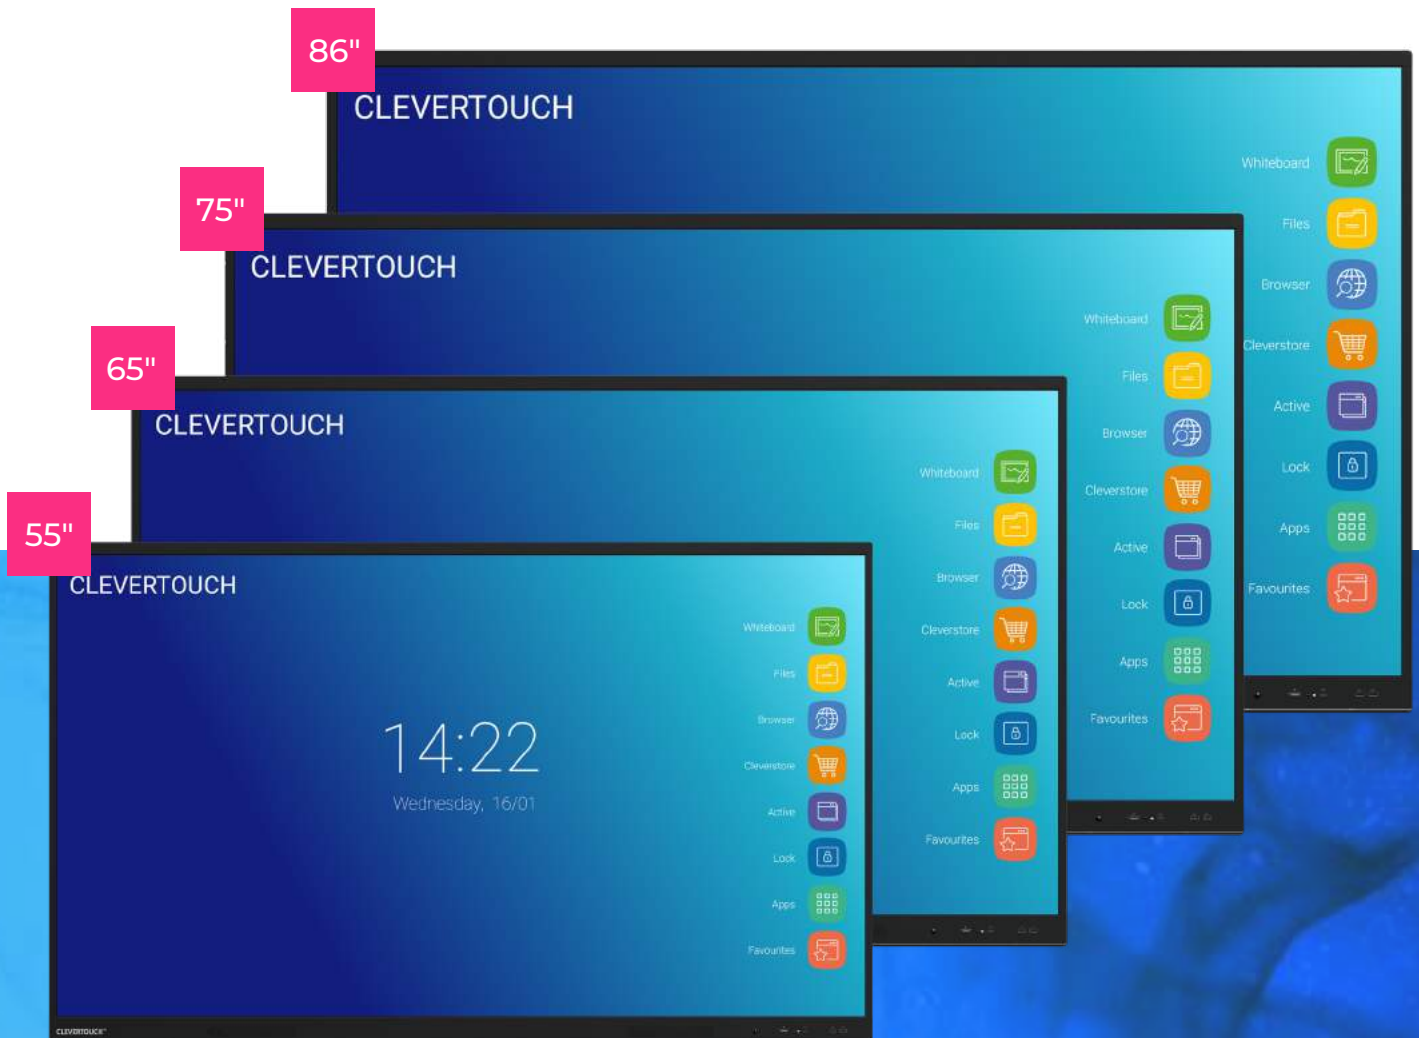 86"
CLEVERTOUCH
Whiteboard
Files
Browser
Cleverstore
Active
Lock
Apps
Favourites
75"
CLEVERTOUCH
Whiteboard
Files
Browser
Cleverstore
Active
Lock
Apps
Favourites
65"
CLEVERTOUCH
Whiteboard
Files
Browser
Cleverstore
Active
Lock
Apps
Favourites
55"
CLEVERTOUCH
Whiteboard
Files
Browser
Cleverstore
Active
Lock
Apps
Favourites
14:22
Wednesday, 16/01
CLEVERTOUCH™